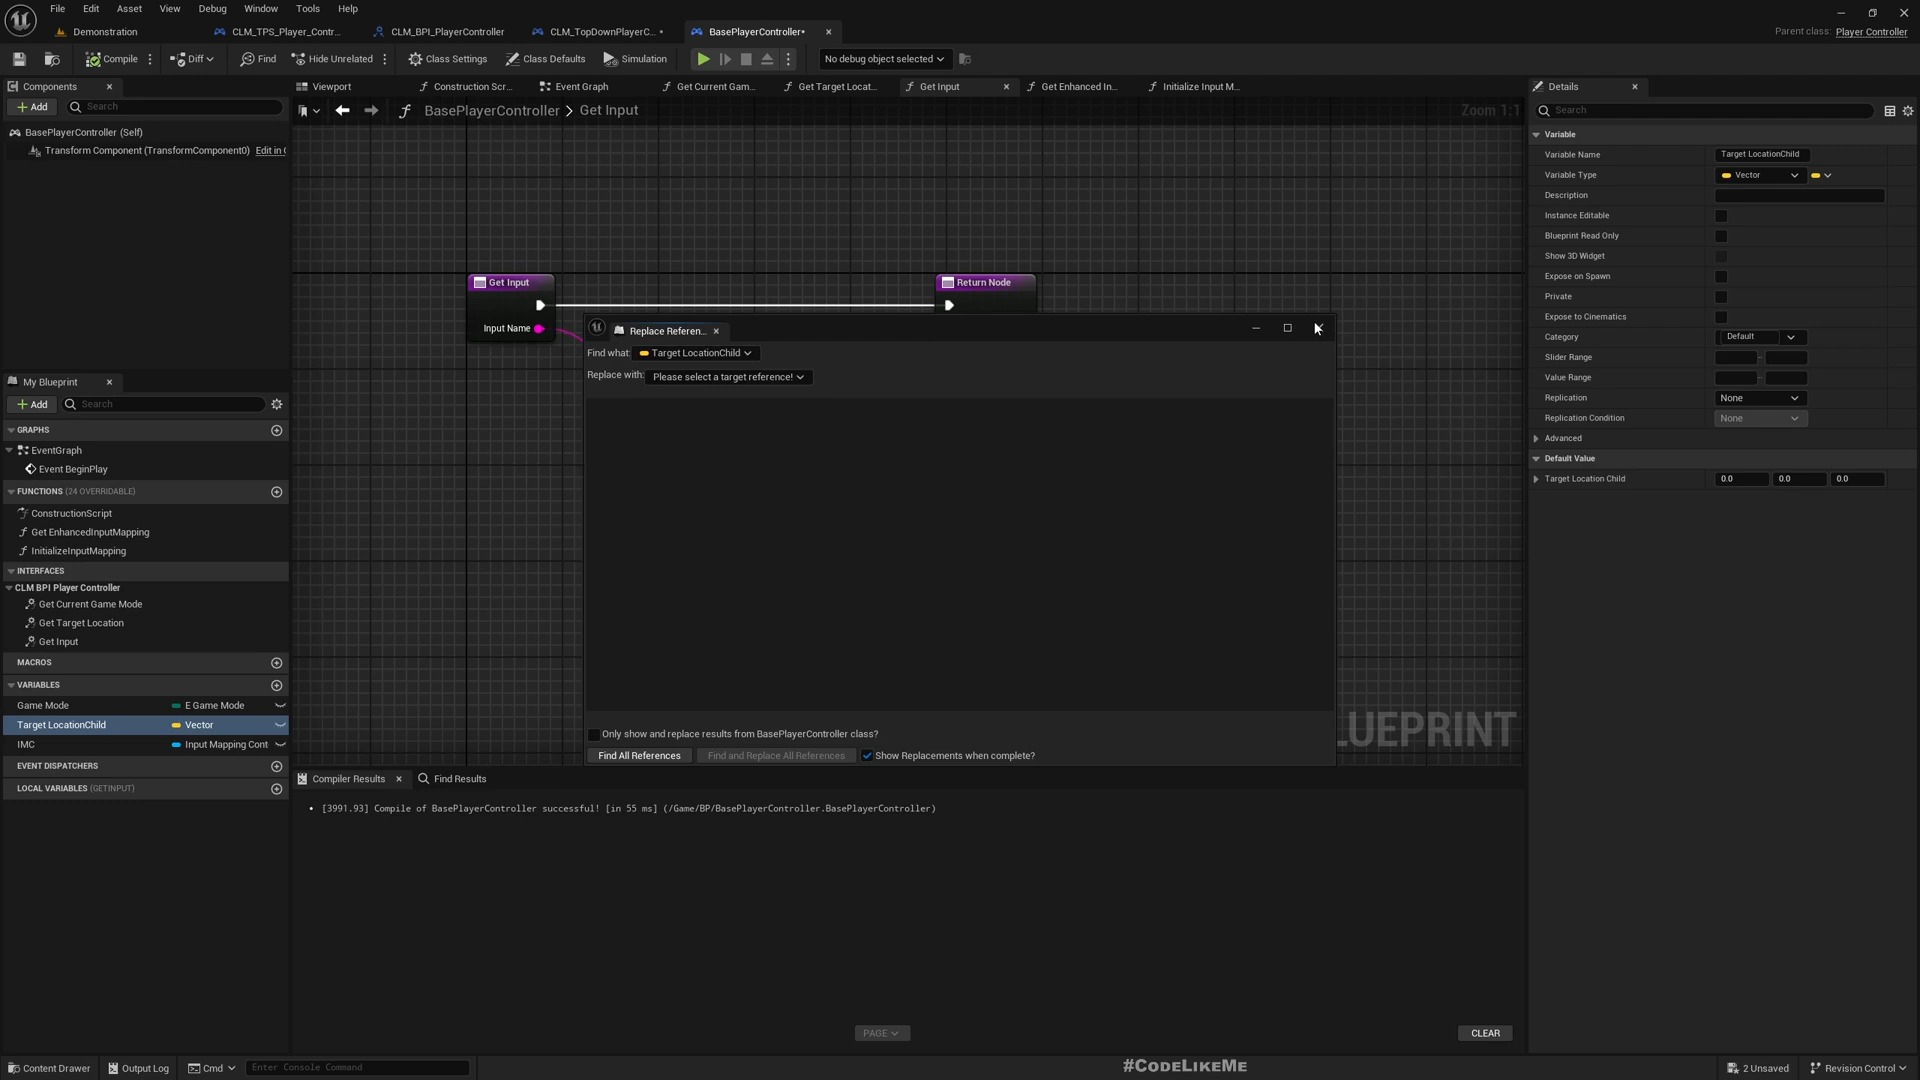 File Edit Asset View Window Debug Tools Help
Demonstration CLM_TPS_Player_Contr... CLM_BPI_PlayerController CLM_TopDownPlayerC... • BasePlayerController•
Parent class: Player Controller
Compile Diff Find Hide Unrelated Class Settings Class Defaults Simulation No debug object selected
Components
Viewport Construction Scr... Event Graph Get Current Gam... Get Target Locat... Get Input Get Enhanced In... Initialize Input M...
Details
Add Search
BasePlayerController > Get Input
Zoom 1:1
Search
BasePlayerController (Self)
Transform Component (TransformComponent0) Edit in C
Variable
Variable Name Target LocationChild
Variable Type Vector
Description
Instance Editable
Blueprint Read Only
Show 3D Widget
Expose on Spawn
Private
Expose to Cinematics
Category Default
Slider Range
Value Range
Replication None
Replication Condition None
Advanced
Default Value
Target Location Child 0.0 0.0 0.0
Get Input
Input Name
Return Node
Replace Referen...
Find what: Target LocationChild
Replace with: Please select a target reference!
Only show and replace results from BasePlayerController class?
Find All References Find and Replace All References Show Replacements when complete?
LUEPRINT
My Blueprint
Add Search
GRAPHS
EventGraph
Event BeginPlay
FUNCTIONS (24 OVERRIDABLE)
ConstructionScript
Get EnhancedInputMapping
InitializeInputMapping
INTERFACES
CLM BPI Player Controller
Get Current Game Mode
Get Target Location
Get Input
MACROS
VARIABLES
Game Mode E Game Mode
Target LocationChild Vector
IMC Input Mapping Cont
EVENT DISPATCHERS
LOCAL VARIABLES (GETINPUT)
Compiler Results Find Results
• [3991.93] Compile of BasePlayerController successful! [in 55 ms] (/Game/BP/BasePlayerController.BasePlayerController)
PAGE
CLEAR
Content Drawer Output Log Cmd Enter Console Command
#CODELIKEME
2 Unsaved Revision Control